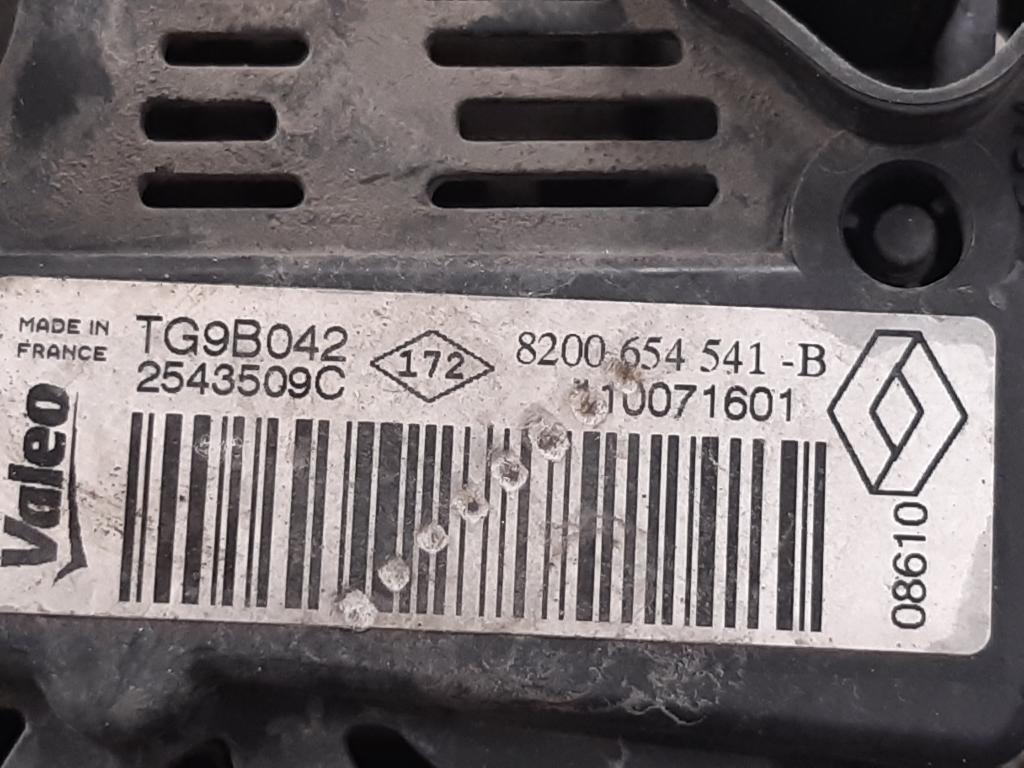 MADE IN
FRANCE
Valeo
TG9B042
2543509C
172
8200 654 541 -B
10071601
08610